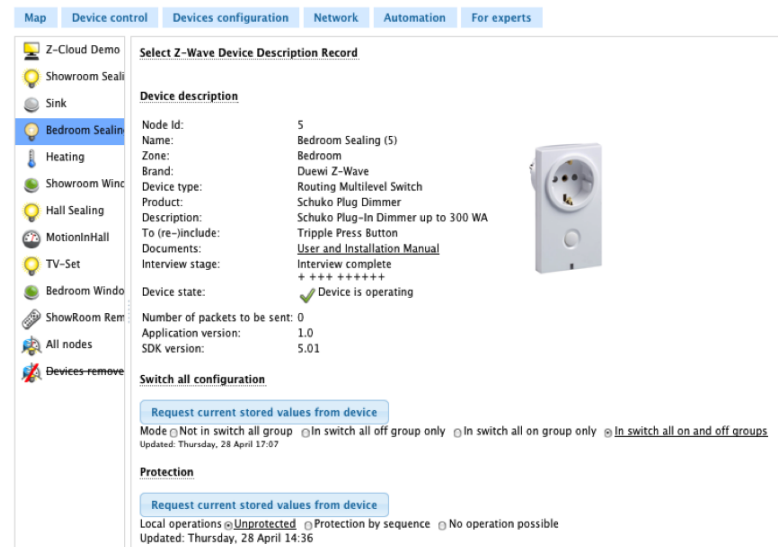 Map Device control Devices configuration Network Automation For experts
Z-Cloud Demo
Showroom Seali
Sink
Bedroom Sealin
Heating
Showroom Winc
Hall Sealing
MotionInHall
TV-Set
Bedroom Windo
ShowRoom Rem
All nodes
Devices remove
Select Z-Wave Device Description Record
Device description
Node Id: 5
Name: Bedroom Sealing (5)
Zone: Bedroom
Brand: Duewi Z-Wave
Device type: Routing Multilevel Switch
Product: Schuko Plug Dimmer
Description: Schuko Plug-In Dimmer up to 300 WA
To (re-)include: Tripple Press Button
Documents: User and Installation Manual
Interview stage: Interview complete
+ +++ ++++++
Device state: Device is operating
Number of packets to be sent: 0
Application version: 1.0
SDK version: 5.01
Switch all configuration
Request current stored values from device
Mode Not in switch all group In switch all off group only In switch all on group only In switch all on and off groups
Updated: Thursday, 28 April 17:07
Protection
Request current stored values from device
Local operations Unprotected Protection by sequence No operation possible
Updated: Thursday, 28 April 14:36